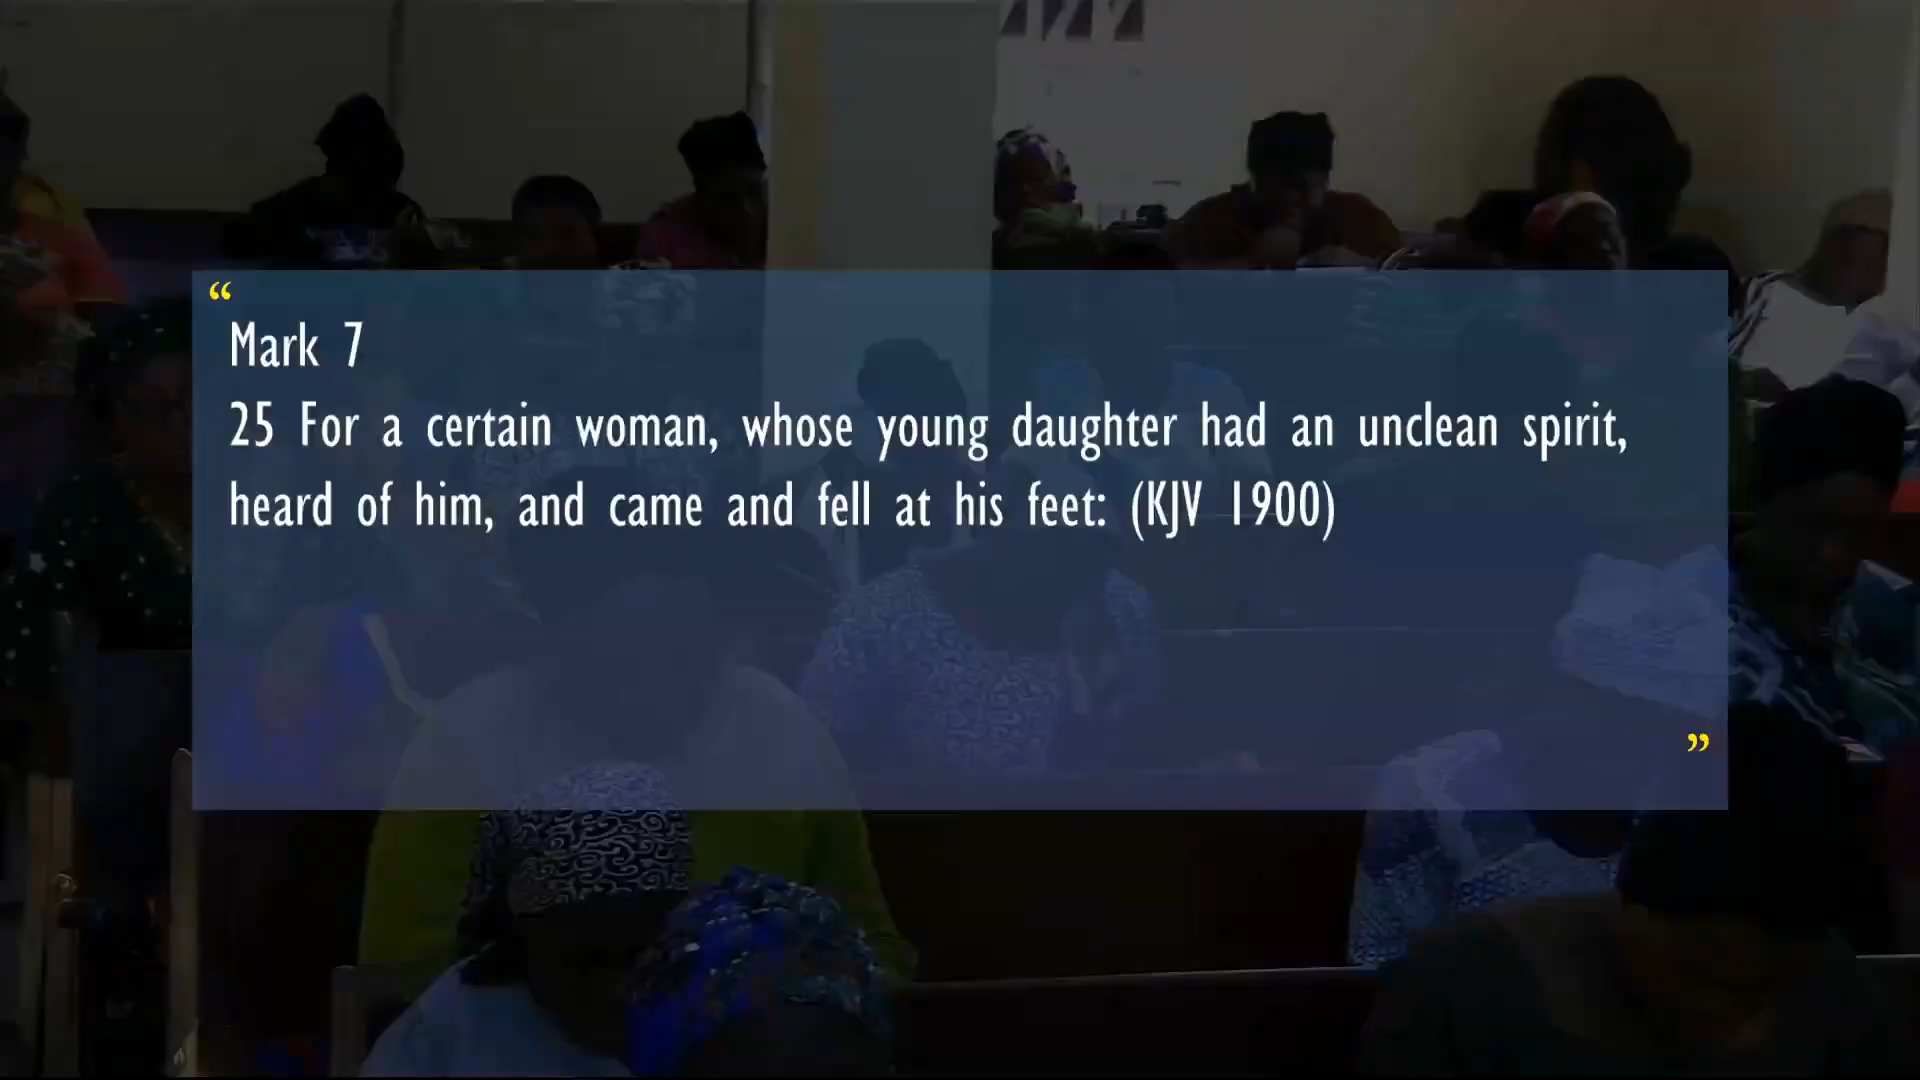 “
Mark 7
25 For a certain woman, whose young daughter had an unclean spirit,
heard of him, and came and fell at his feet: (KJV 1900)
”